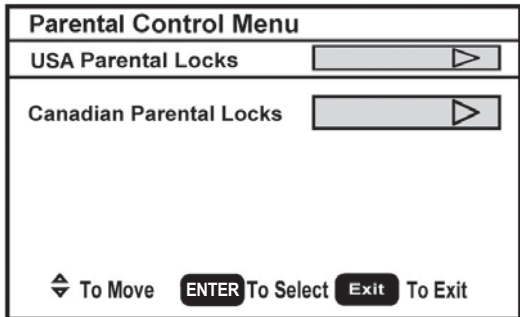 Parental Control Menu
USA Parental Locks
Canadian Parental Locks
To Move ENTER To Select Exit To Exit